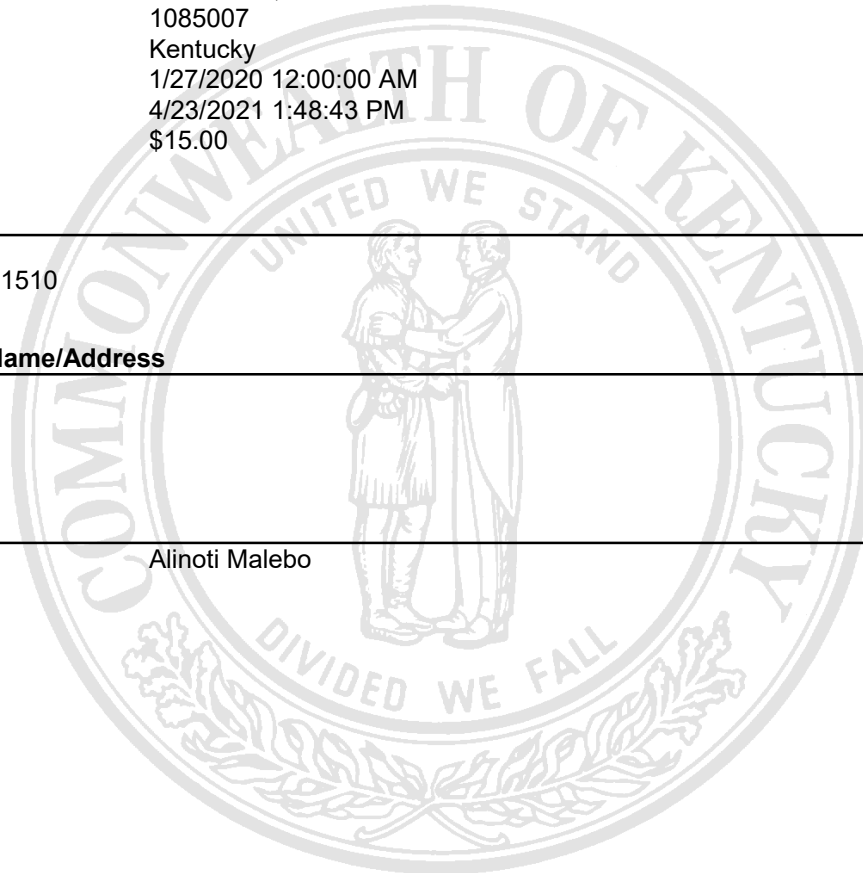 1085007
Kentucky
1/27/2020 12:00:00 AM
4/23/2021 1:48:43 PM
$15.00
COMMONWEALTH OF KENTUCKY
UNITED WE STAND
1510
Name/Address
Alinoti Malebo
DIVIDED WE FALL